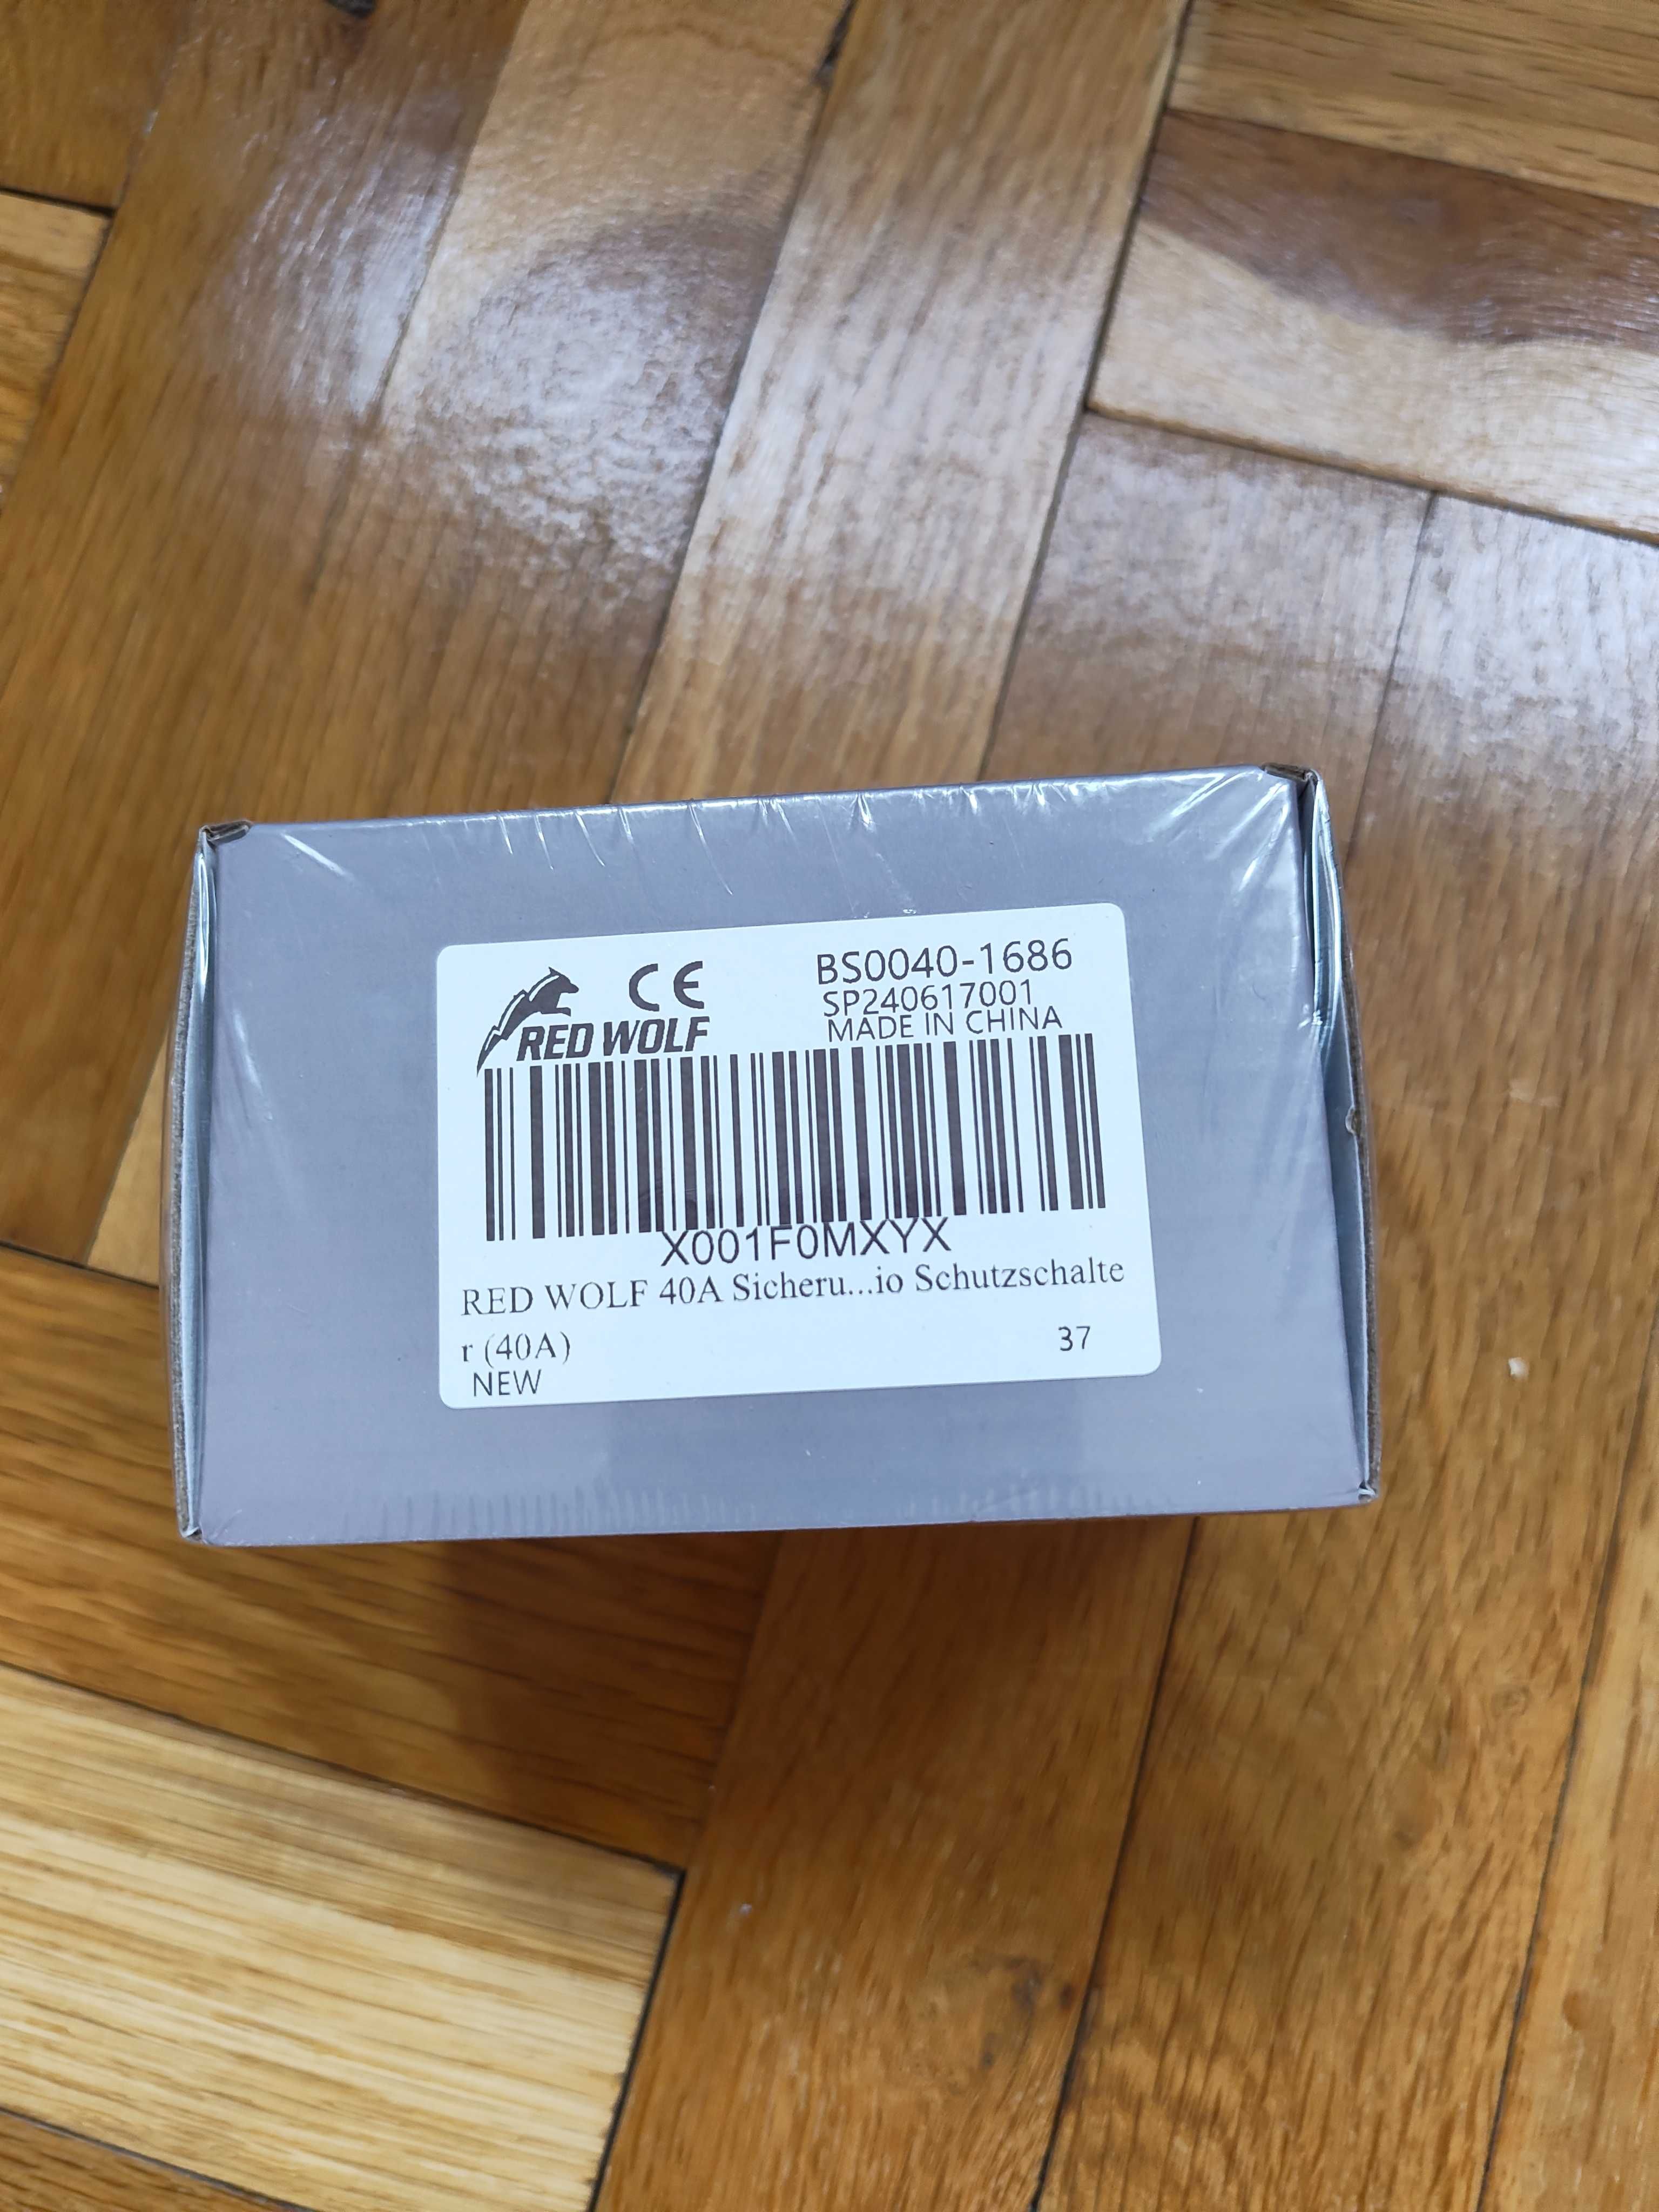 CE
RED WOLF
BS0040-1686
SP240617001
MADE IN CHINA
X001F0MXYX
RED WOLF 40A Sicheru...io Schutzschalte
r (40A)
37
NEW